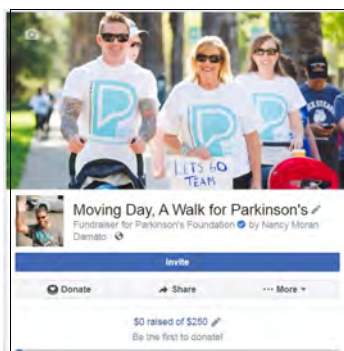 P
P
P
LET'S GO
TEAM
Moving Day, A Walk for Parkinson's
Fundraiser for Parkinson's Foundation by Nancy Moran
Damato ·
Invite
Donate
Share
··· More
$0 raised of $250
Be the first to donate!